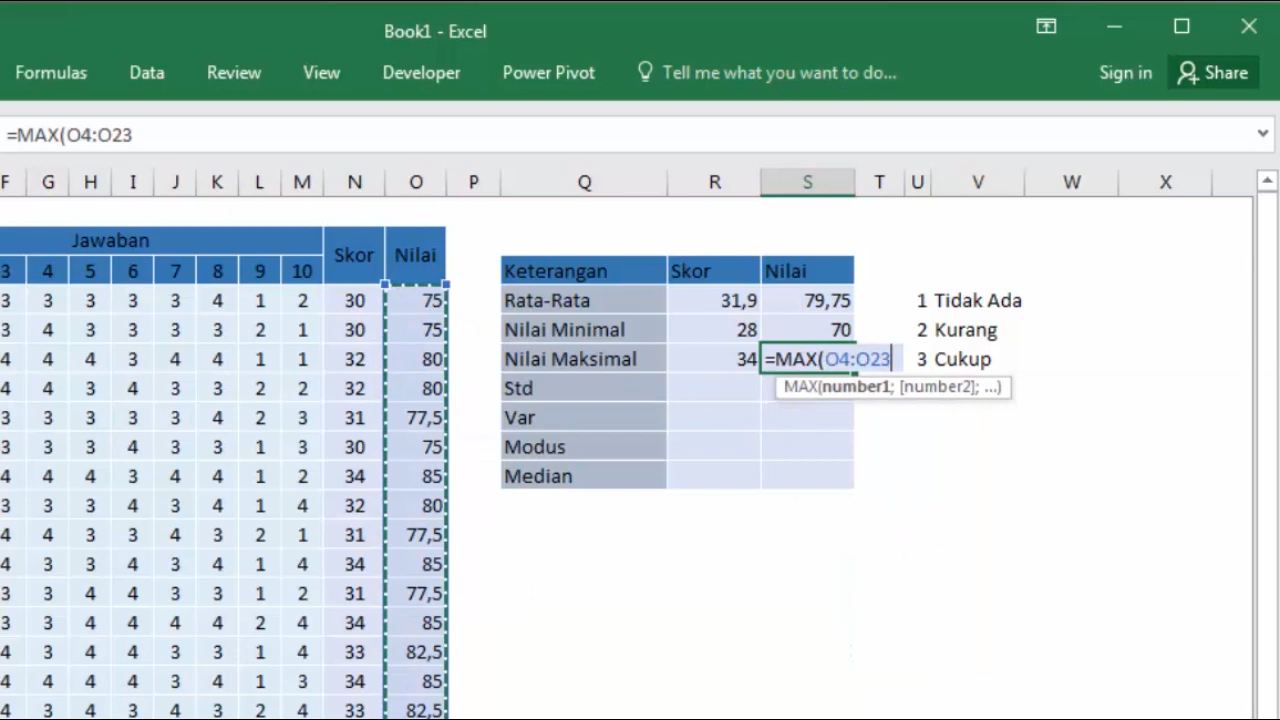 Book1 - Excel
Formulas Data Review View Developer Power Pivot Tell me what you want to do... Sign in Share
=MAX(O4:O23
F G H I J K L M N O P Q R S T U V W X
Jawaban Skor Nilai
3 4 5 6 7 8 9 10 Keterangan Skor Nilai
3 3 3 3 3 4 1 2 30 75 Rata-Rata 31,9 79,75 1 Tidak Ada
3 4 3 3 3 3 2 1 30 75 Nilai Minimal 28 70 2 Kurang
4 4 4 3 4 4 1 1 32 80 Nilai Maksimal 34 =MAX(O4:O23 3 Cukup
MAX(number1; [number2]; ...)
3 4 4 3 3 3 2 2 32 80 Std
3 3 3 3 3 4 2 3 31 77,5 Var
3 3 3 4 3 3 1 3 30 75 Modus
4 4 4 3 4 4 1 2 34 85 Median
3 3 3 4 3 4 1 4 32 80
4 4 3 3 4 3 2 1 31 77,5
3 3 4 4 3 4 1 4 34 85
3 3 4 4 3 3 1 2 31 77,5
3 3 4 4 4 4 2 4 34 85
4 3 4 4 3 3 1 4 33 82,5
4 4 4 4 3 4 1 3 34 85
4 3 4 3 4 3 2 4 33 82,5